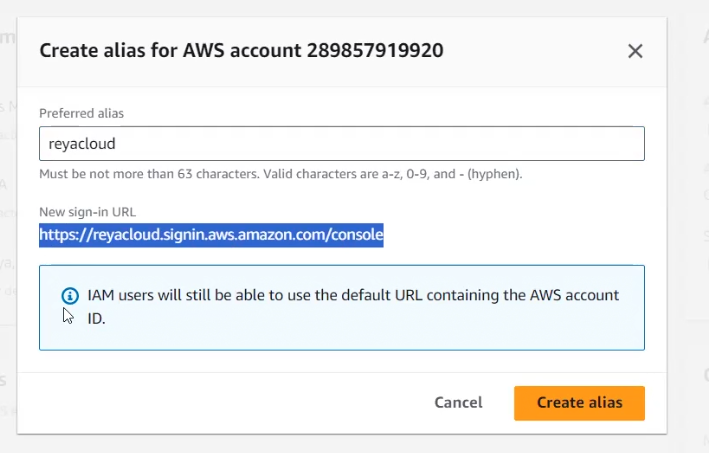 Create alias for AWS account 289857919920
Preferred alias
reyacloud
Must be not more than 63 characters. Valid characters are a-z, 0-9, and - (hyphen).
New sign-in URL
https://reyacloud.signin.aws.amazon.com/console
IAM users will still be able to use the default URL containing the AWS account
ID.
Cancel
Create alias